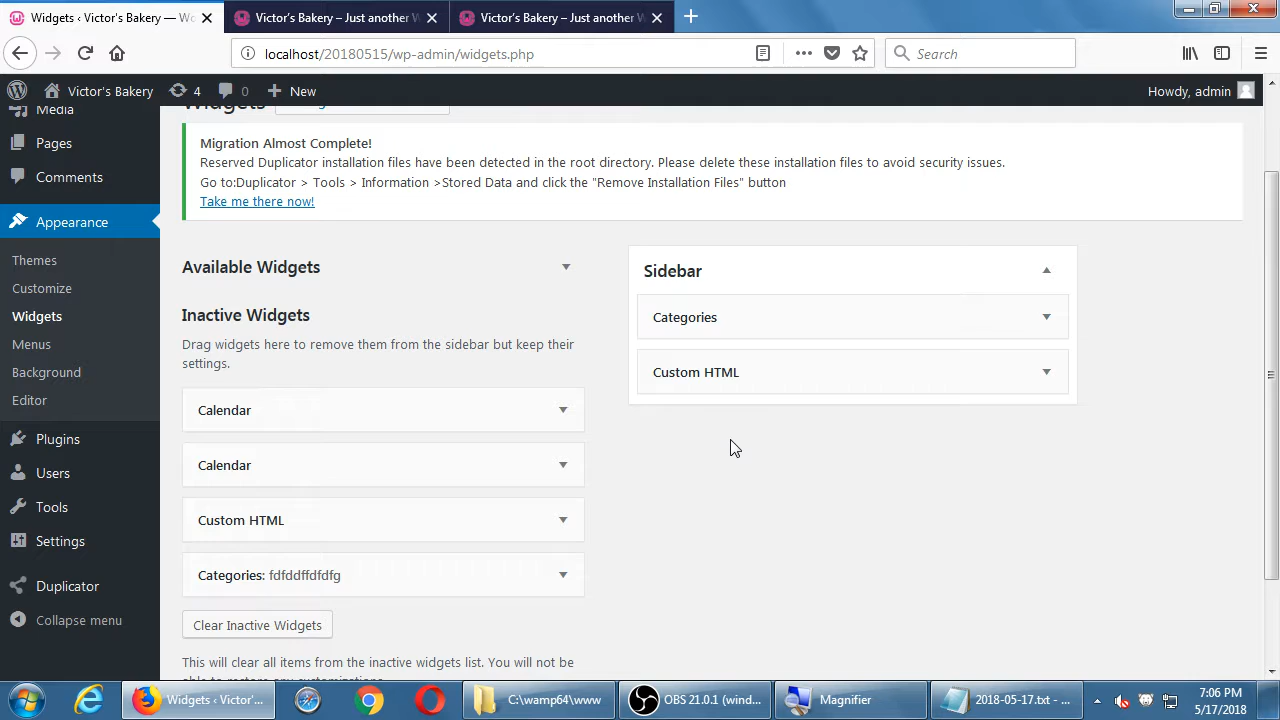 Widgets ‹ Victor's Bakery — Wo
Victor's Bakery – Just another W
Victor's Bakery – Just another W
localhost/20180515/wp-admin/widgets.php
Search
Victor's Bakery
4
0
New
Howdy, admin
Media
Pages
Comments
Appearance
Themes
Customize
Widgets
Menus
Background
Editor
Plugins
Users
Tools
Settings
Duplicator
Collapse menu
Widgets
Migration Almost Complete!
Reserved Duplicator installation files have been detected in the root directory. Please delete these installation files to avoid security issues.
Go to:Duplicator > Tools > Information >Stored Data and click the "Remove Installation Files" button
Take me there now!
Available Widgets
Inactive Widgets
Drag widgets here to remove them from the sidebar but keep their
settings.
Calendar
Calendar
Custom HTML
Categories: fdfddffdfdfg
Clear Inactive Widgets
This will clear all items from the inactive widgets list. You will not be
able to restore any customizations.
Sidebar
Categories
Custom HTML
Widgets ‹ Victor'...
C:\wamp64\www
OBS 21.0.1 (wind...
Magnifier
2018-05-17.txt - ...
7:06 PM
5/17/2018